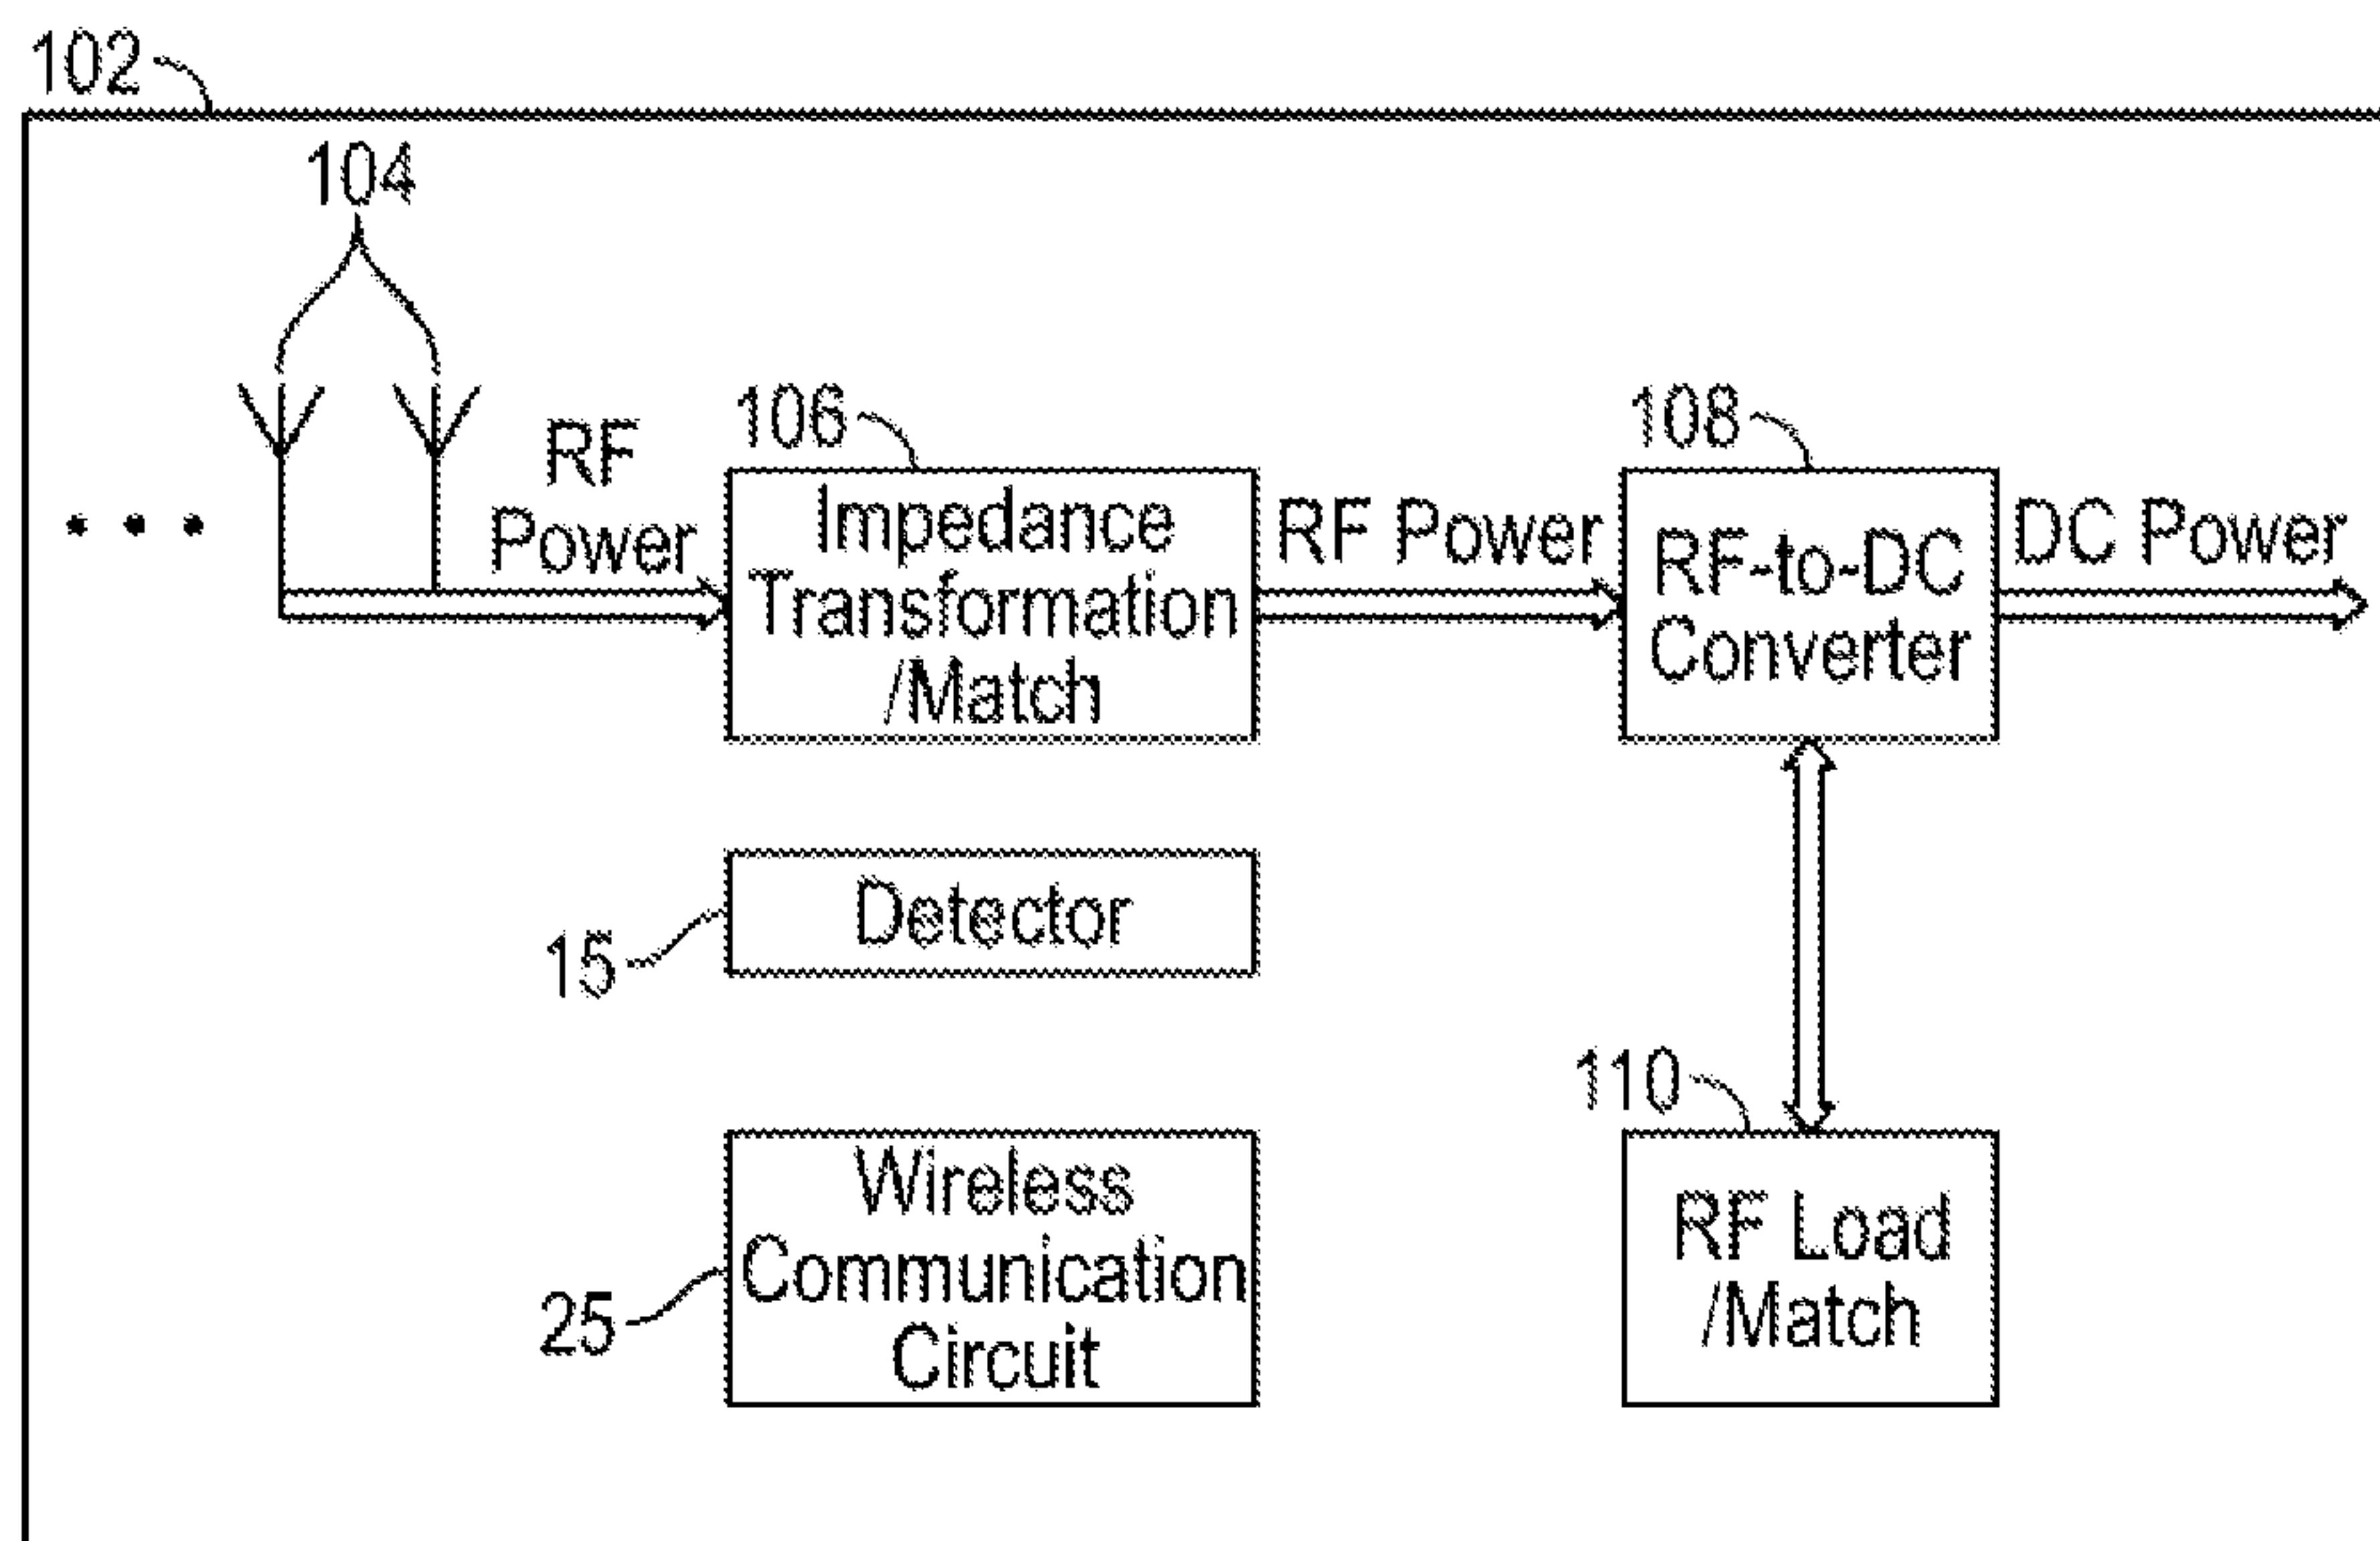 102
104
RF
Power
106
Impedance
Transformation
/Match
RF Power
108
RF-to-DC
Converter
DC Power
15
Detector
110
25
Wireless
Communication
Circuit
RF Load
/Match